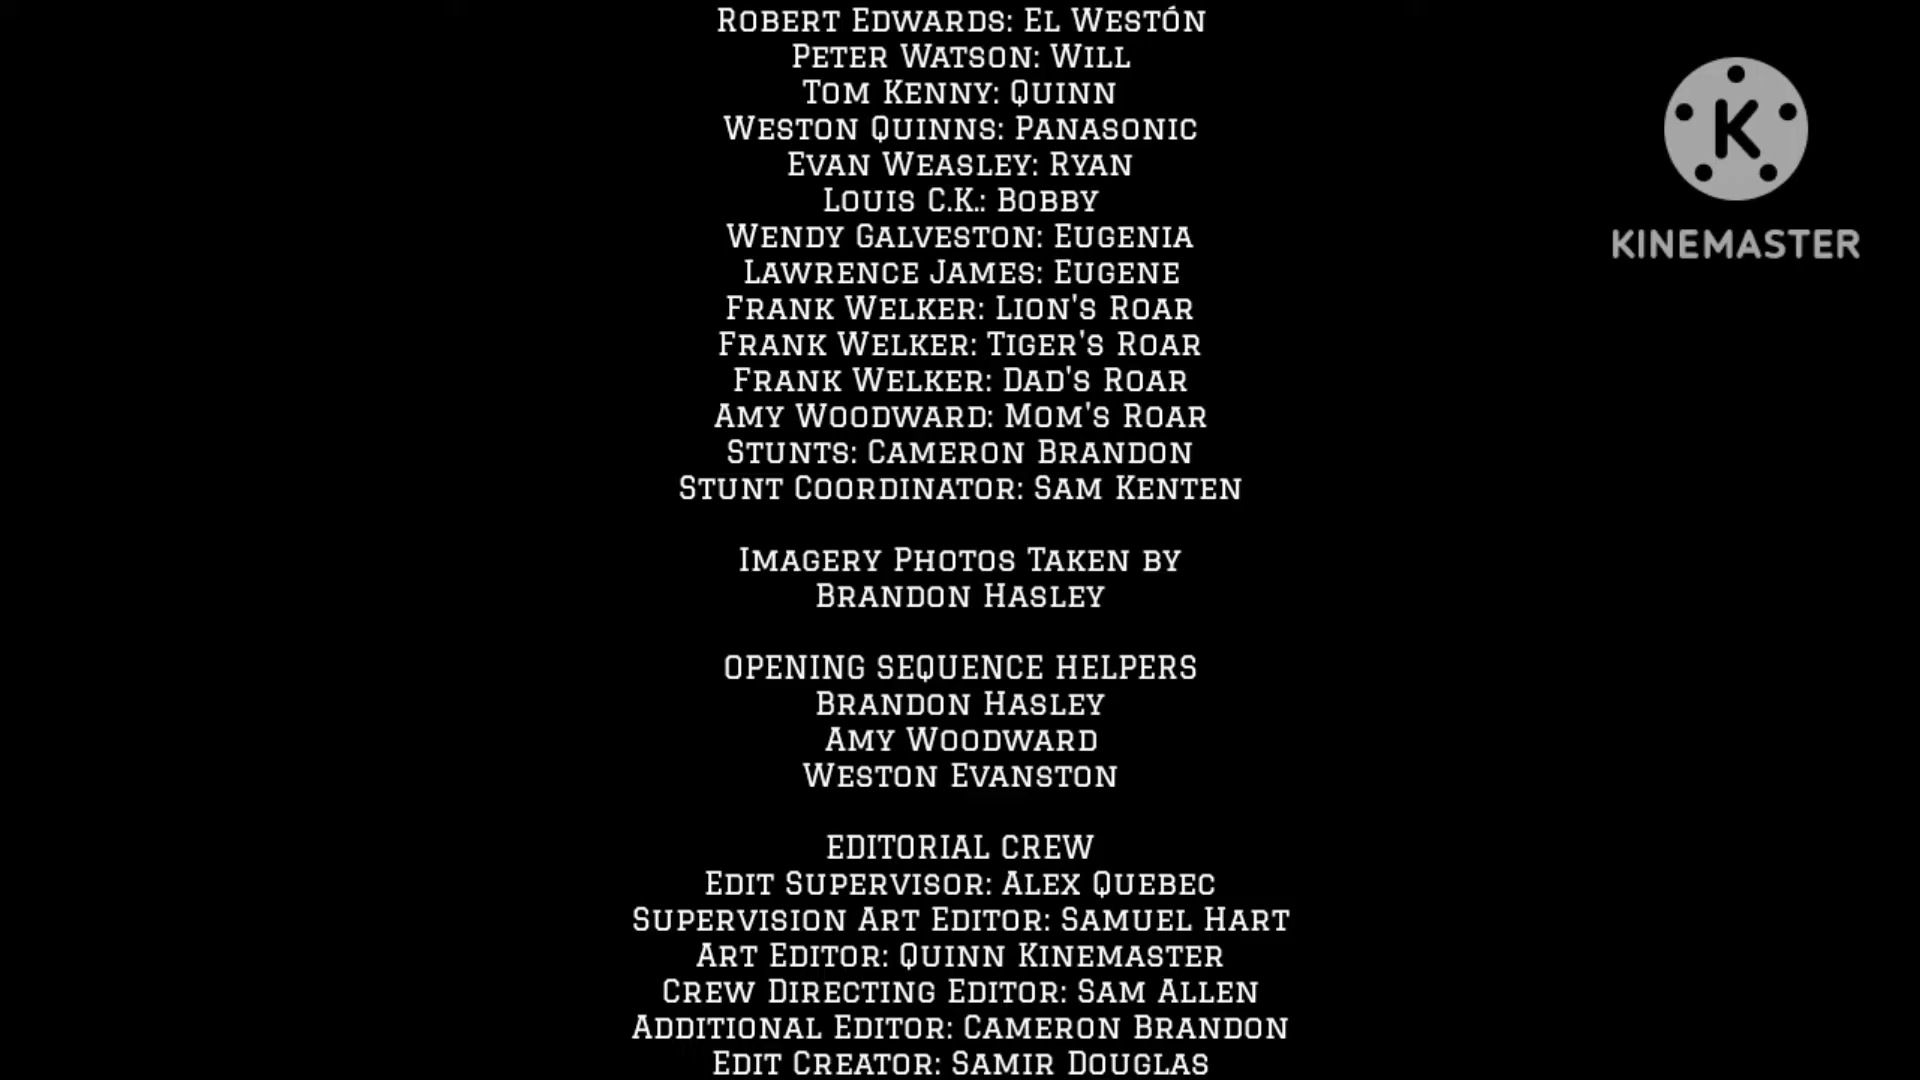 Robert Edwards: El Westón
Peter Watson: Will
Tom Kenny: Quinn
Weston Quinns: Panasonic
Evan Weasley: Ryan
Louis C.K.: Bobby
Wendy Galveston: Eugenia
Lawrence James: Eugene
Frank Welker: Lion's Roar
Frank Welker: Tiger's Roar
Frank Welker: Dad's Roar
Amy Woodward: Mom's Roar
Stunts: Cameron Brandon
Stunt Coordinator: Sam Kenten
Imagery Photos Taken by
Brandon Hasley
OPENING SEQUENCE HELPERS
Brandon Hasley
Amy Woodward
Weston Evanston
EDITORIAL CREW
Edit Supervisor: Alex Quebec
Supervision Art Editor: Samuel Hart
Art Editor: Quinn Kinemaster
Crew Directing Editor: Sam Allen
Additional Editor: Cameron Brandon
Edit Creator: Samir Douglas
K
KINEMASTER